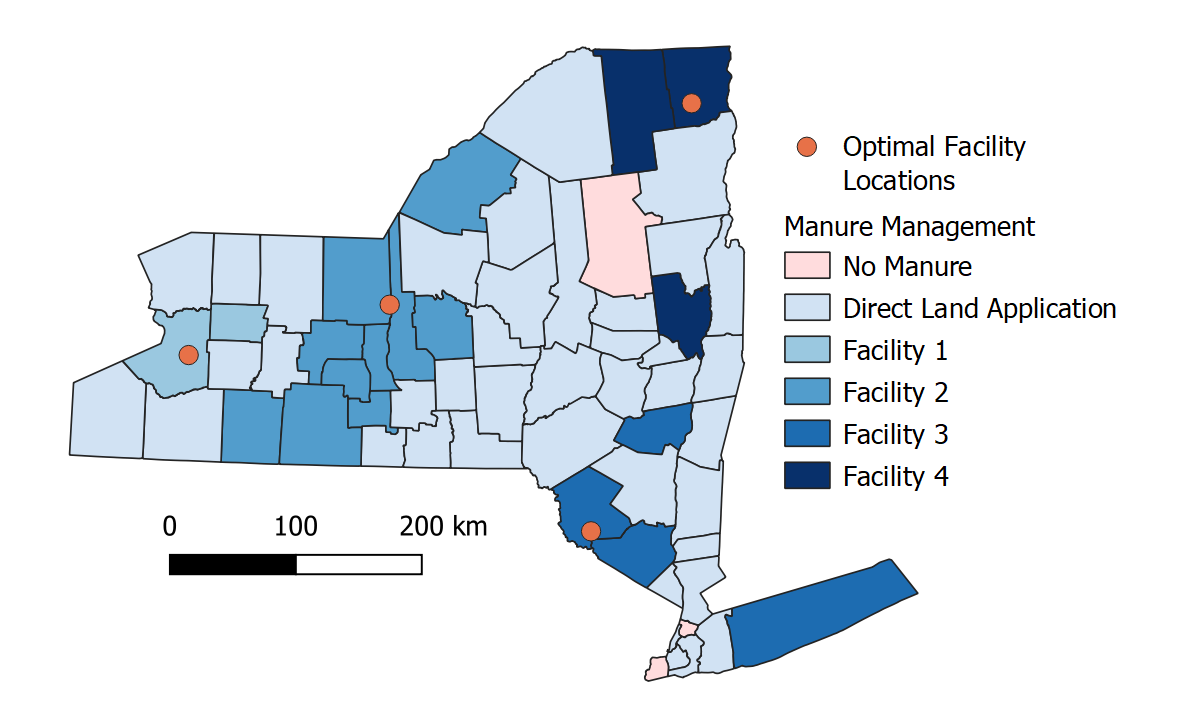 Optimal Facility
Locations
Manure Management
No Manure
Direct Land Application
Facility 1
Facility 2
Facility 3
Facility 4
0 100 200 km